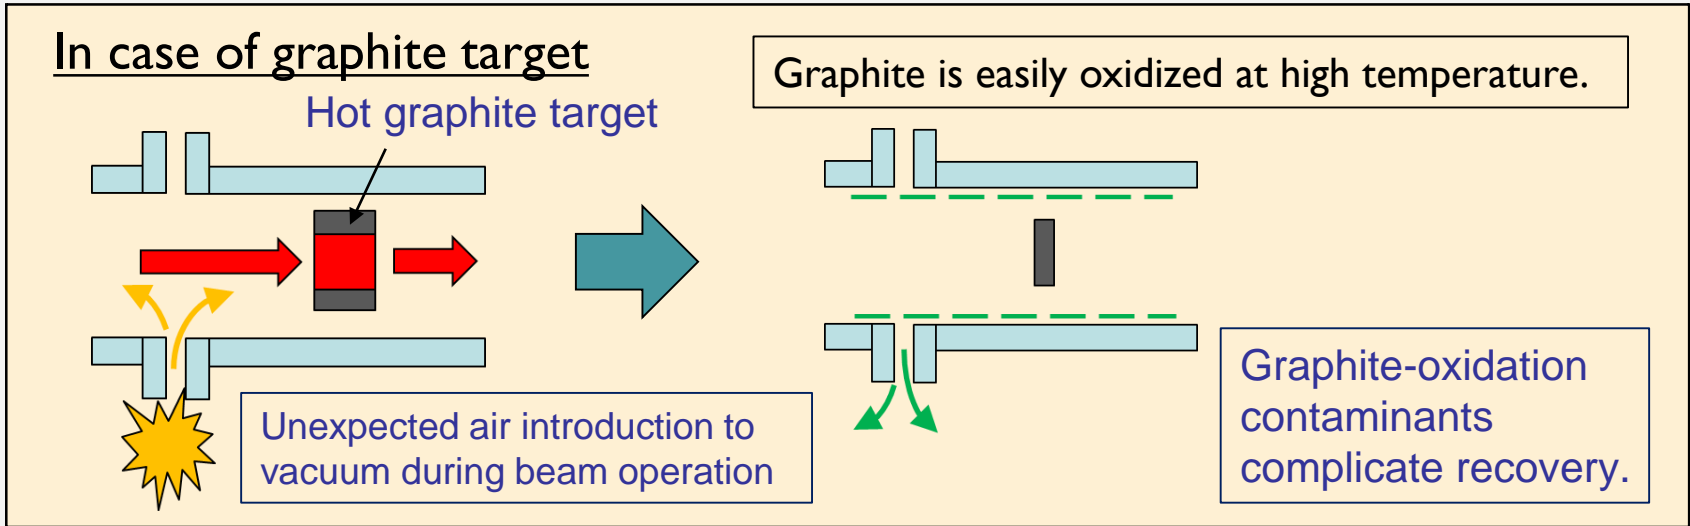 In case of graphite target
Graphite is easily oxidized at high temperature.
Hot graphite target
Unexpected air introduction to
vacuum during beam operation
Graphite-oxidation
contaminants
complicate recovery.